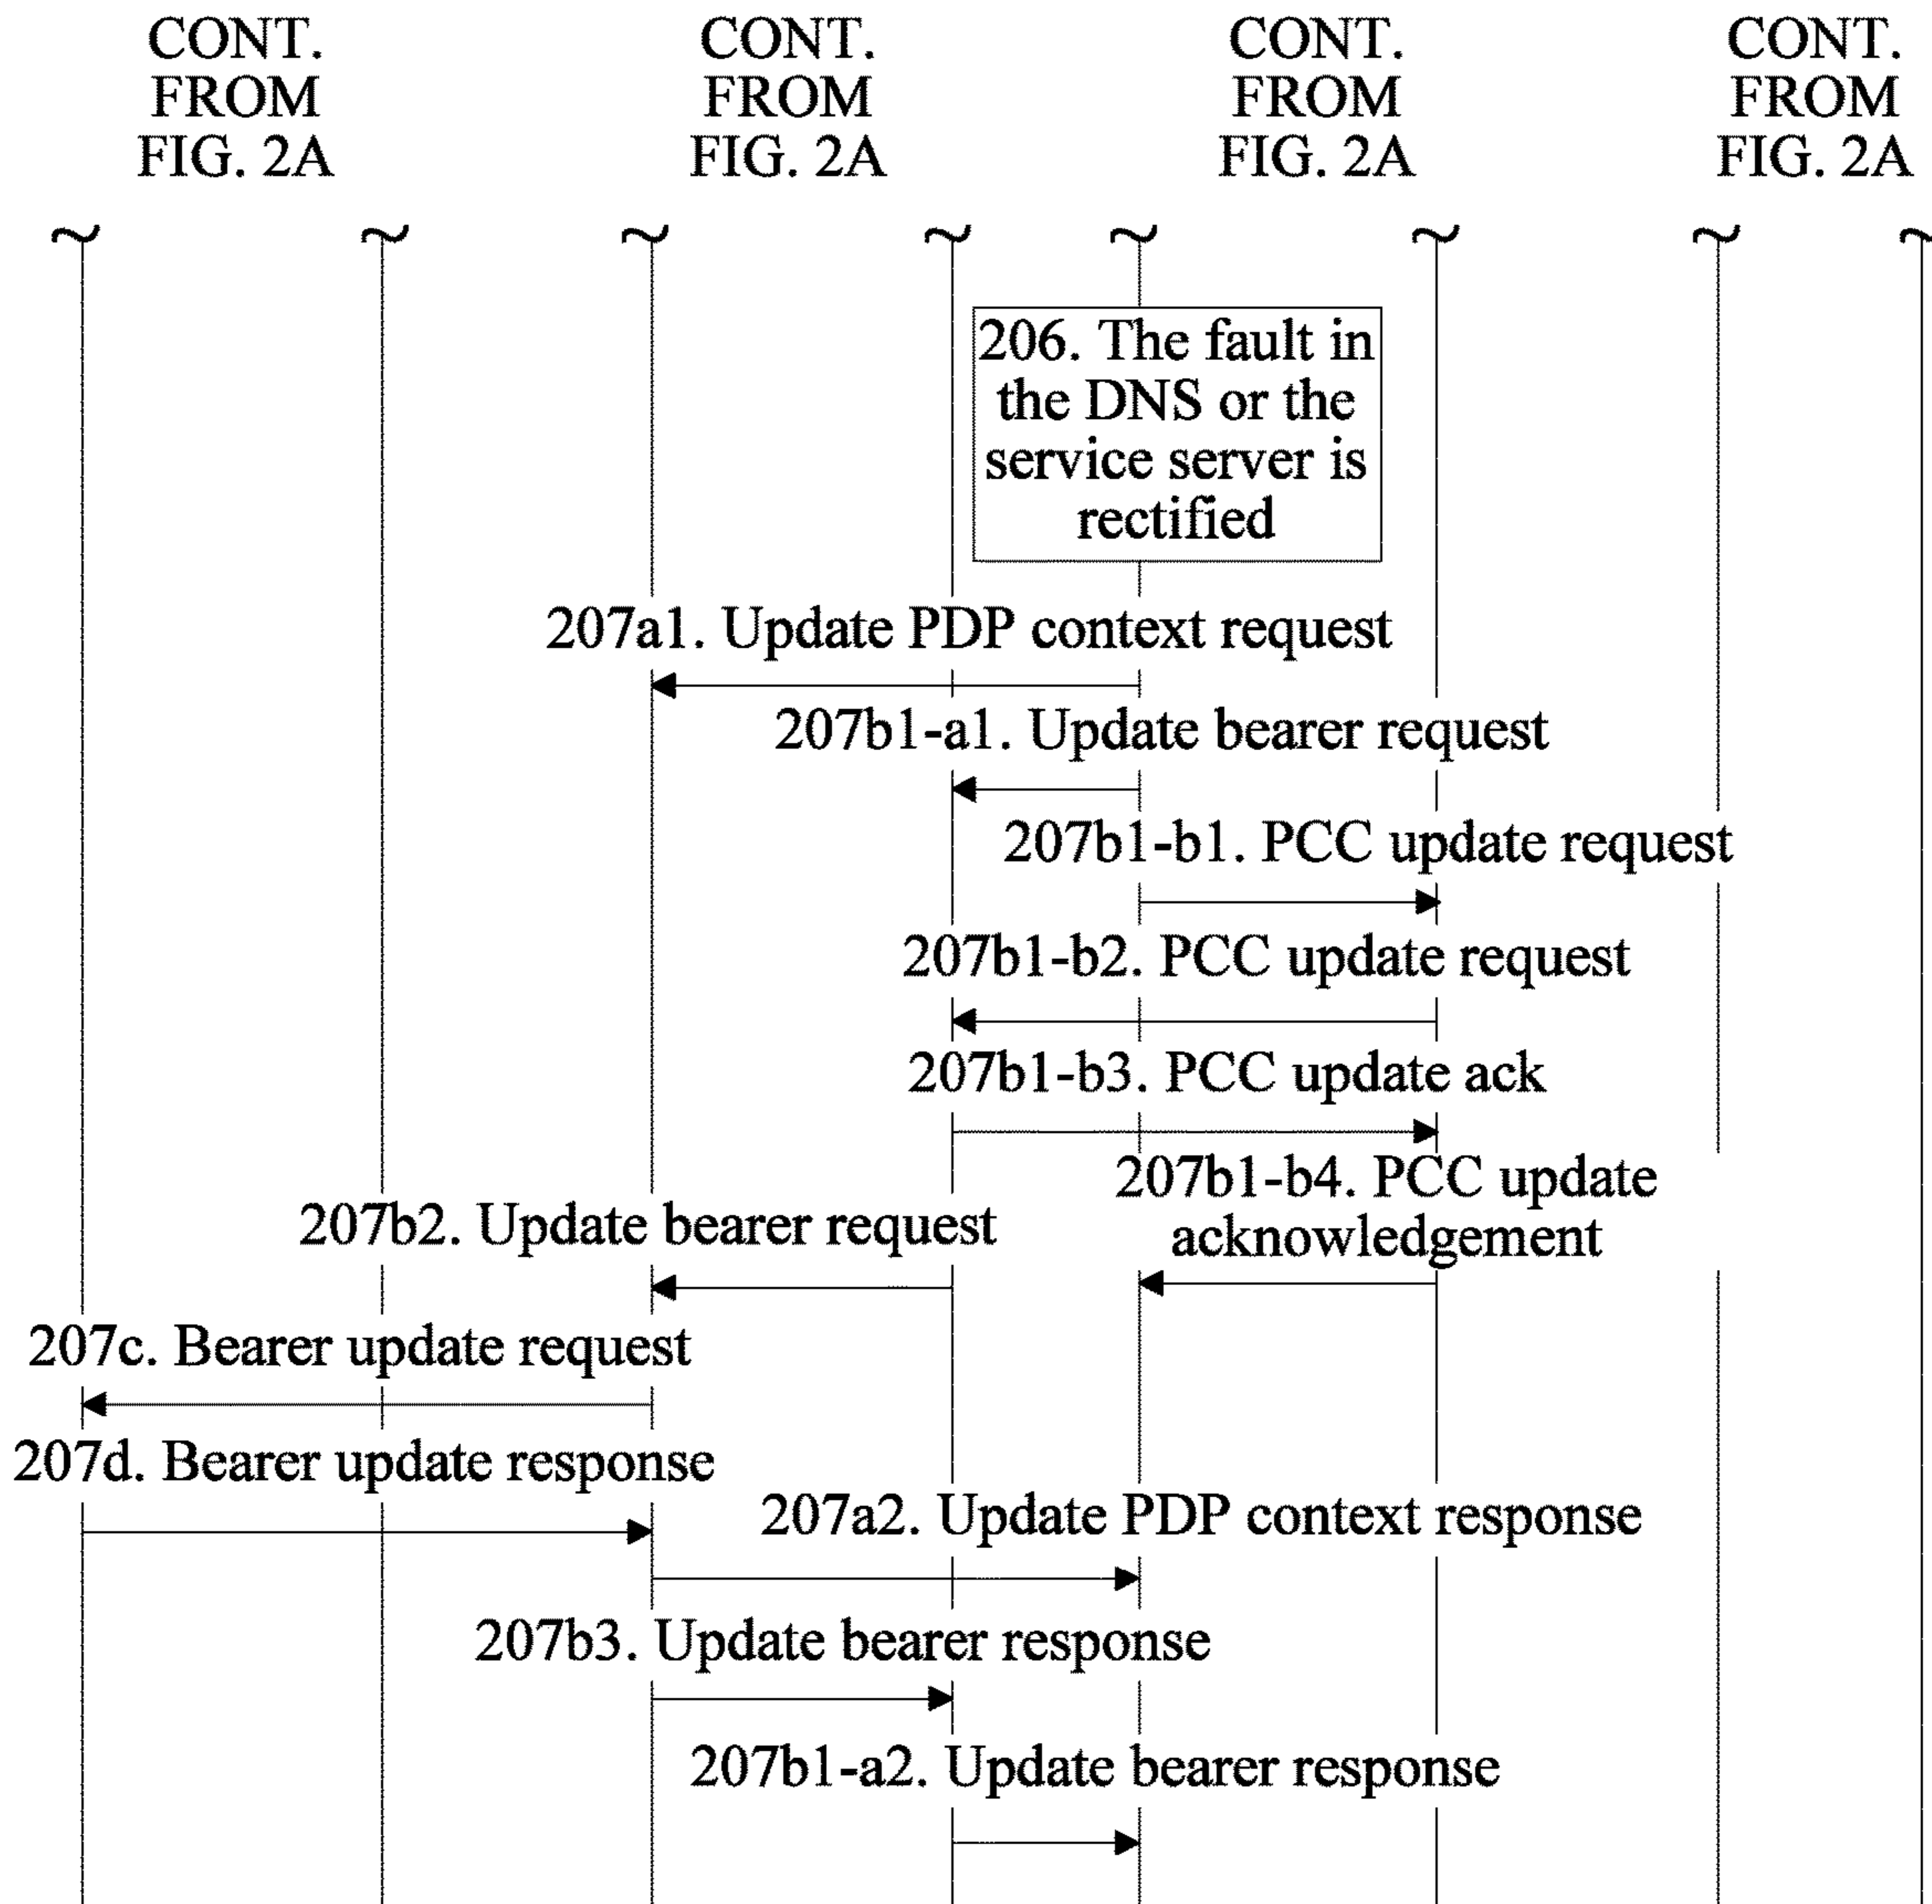 CONT.
FROM
FIG. 2A
CONT.
FROM
FIG. 2A
CONT.
FROM
FIG. 2A
CONT.
FROM
FIG. 2A
206. The fault in
the DNS or the
service server is
rectified
207a1. Update PDP context request
207b1-a1. Update bearer request
207b1-b1. PCC update request
207b1-b2. PCC update request
207b1-b3. PCC update ack
207b1-b4. PCC update
acknowledgement
207b2. Update bearer request
207c. Bearer update request
207d. Bearer update response
207a2. Update PDP context response
207b3. Update bearer response
207b1-a2. Update bearer response